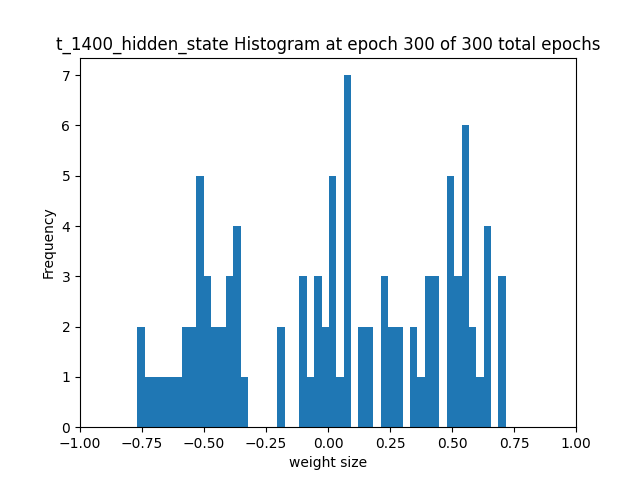 t_1400_hidden_state Histogram at epoch 300 of 300 total epochs
7
6
5
4
3
2
1
0
Frequency
−1.00 −0.75 −0.50 −0.25 0.00 0.25 0.50 0.75 1.00
weight size